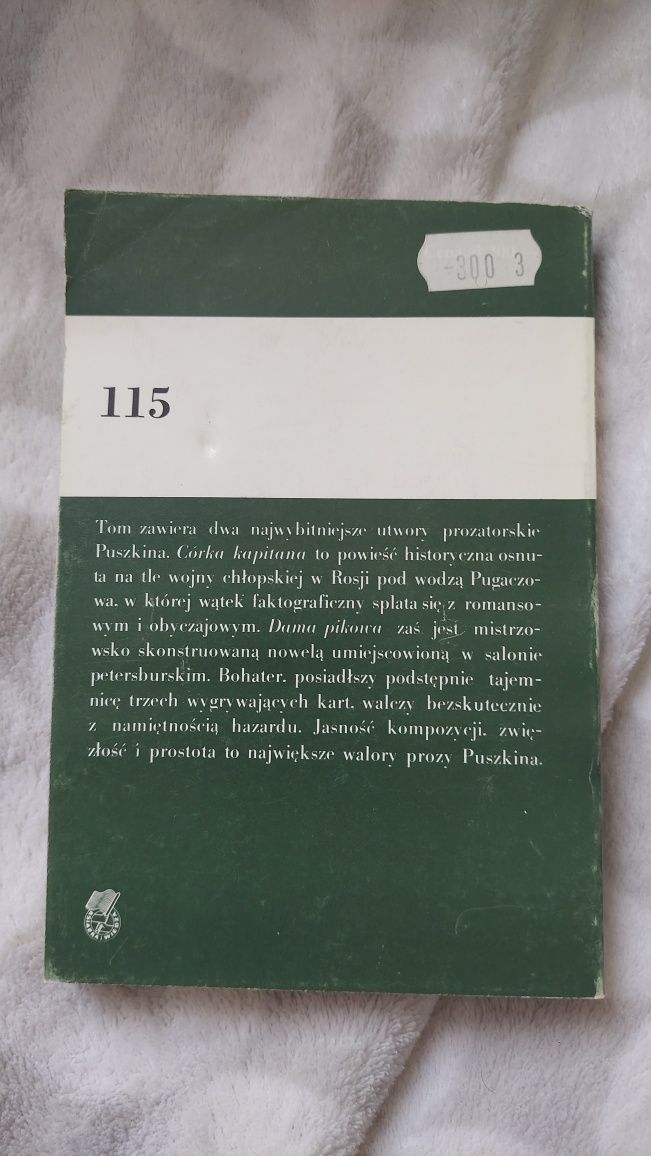 -300 3
115
Tom zawiera dwa najwybitniejsze utwory prozatorskie
Puszkina. Córka kapitana to powieść historyczna osnu-
ta na tle wojny chłopskiej w Rosji pod wodzą Pugaczo-
wa, w której wątek faktograficzny splata się z romanso-
wym i obyczajowym. Dama pikowa zaś jest mistrzo-
wsko skonstruowaną nowelą umiejscowioną w salonie
petersburskim. Bohater, posiadłszy podstępnie tajem-
nicę trzech wygrywających kart, walczy bezskutecznie
z namiętnością hazardu. Jasność kompozycji, zwię-
złość i prostota to największe walory prozy Puszkina.
KSIĄŻKA I WIEDZA